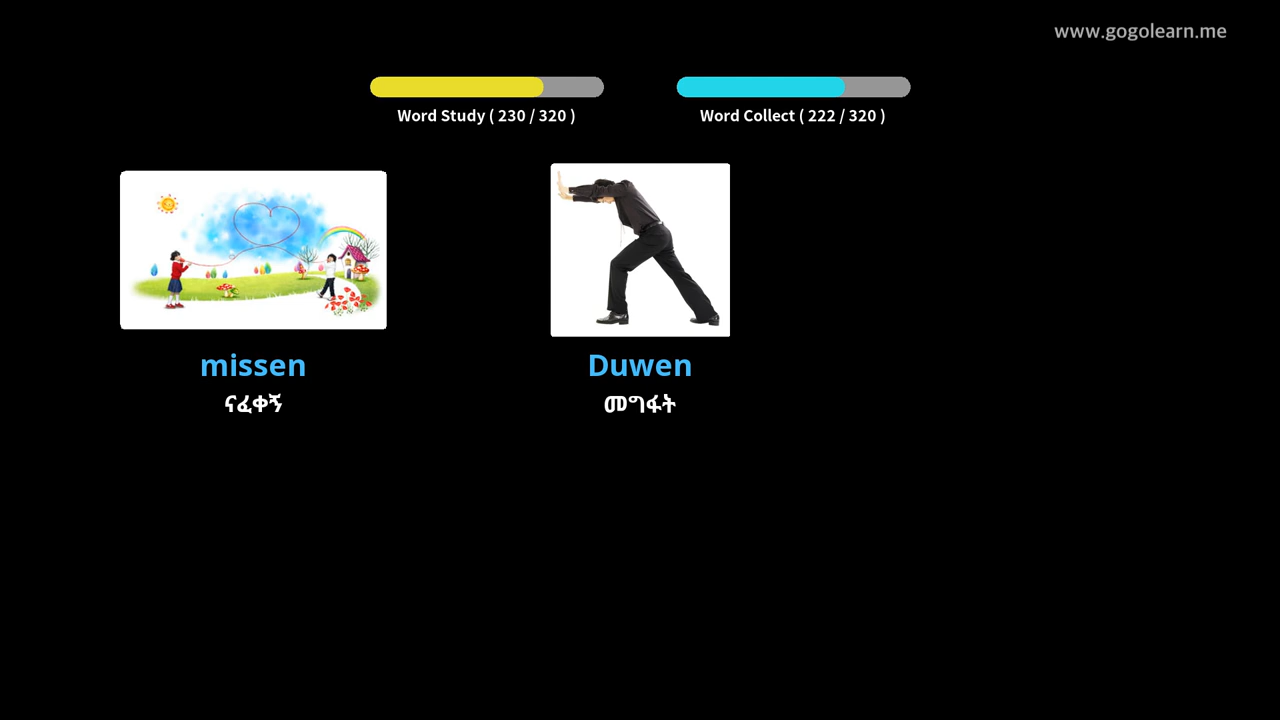 www.gogolearn.me
Word Study ( 230 / 320 )
Word Collect ( 222 / 320 )
missen
ናፈቀኝ
Duwen
መግፋት